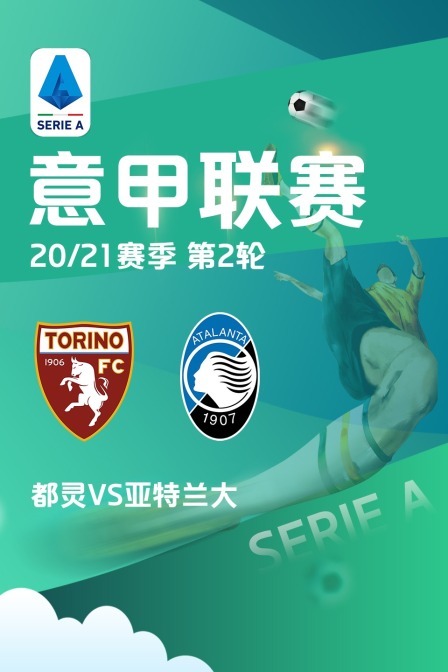 SERIE A
意甲联赛
20/21赛季 第2轮
TORINO
1906 FC
ATALANTA
1907
都灵VS亚特兰大
SERIE A